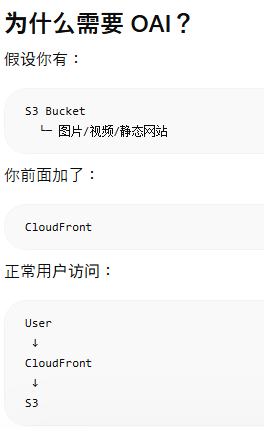 为什么需要 OAI？
假设你有：
S3 Bucket
└─ 图片/视频/静态网站
你前面加了：
CloudFront
正常用户访问：
User
↓
CloudFront
↓
S3